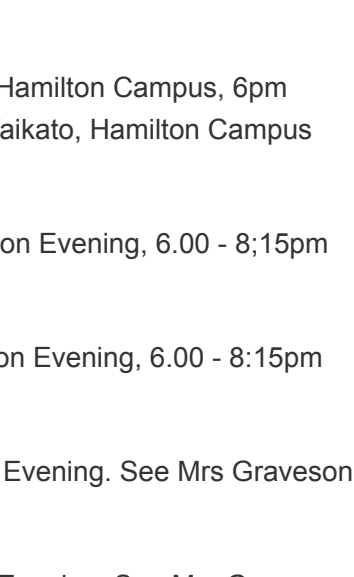 Hamilton Campus, 6pm
aikato, Hamilton Campus
on Evening, 6.00 - 8;15pm
on Evening, 6.00 - 8:15pm
Evening. See Mrs Graveson